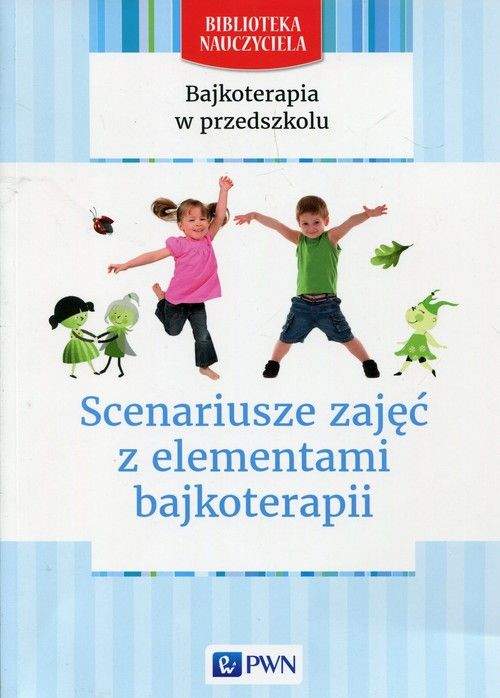 BIBLIOTEKA
NAUCZYCIELA
Bajkoterapia
w przedszkolu
Scenariusze zajęć
z elementami
bajkoterapii
PWN